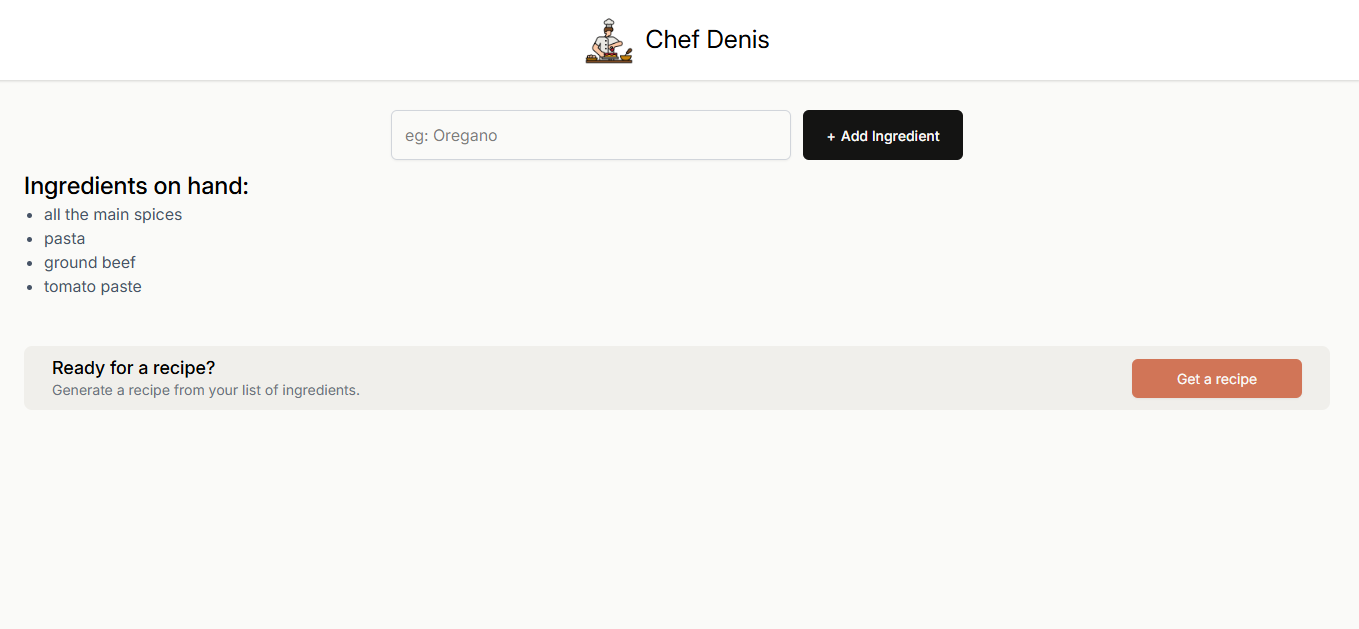 Chef Denis
eg: Oregano
+ Add Ingredient
Ingredients on hand:
• all the main spices
• pasta
• ground beef
• tomato paste
Ready for a recipe?
Generate a recipe from your list of ingredients.
Get a recipe